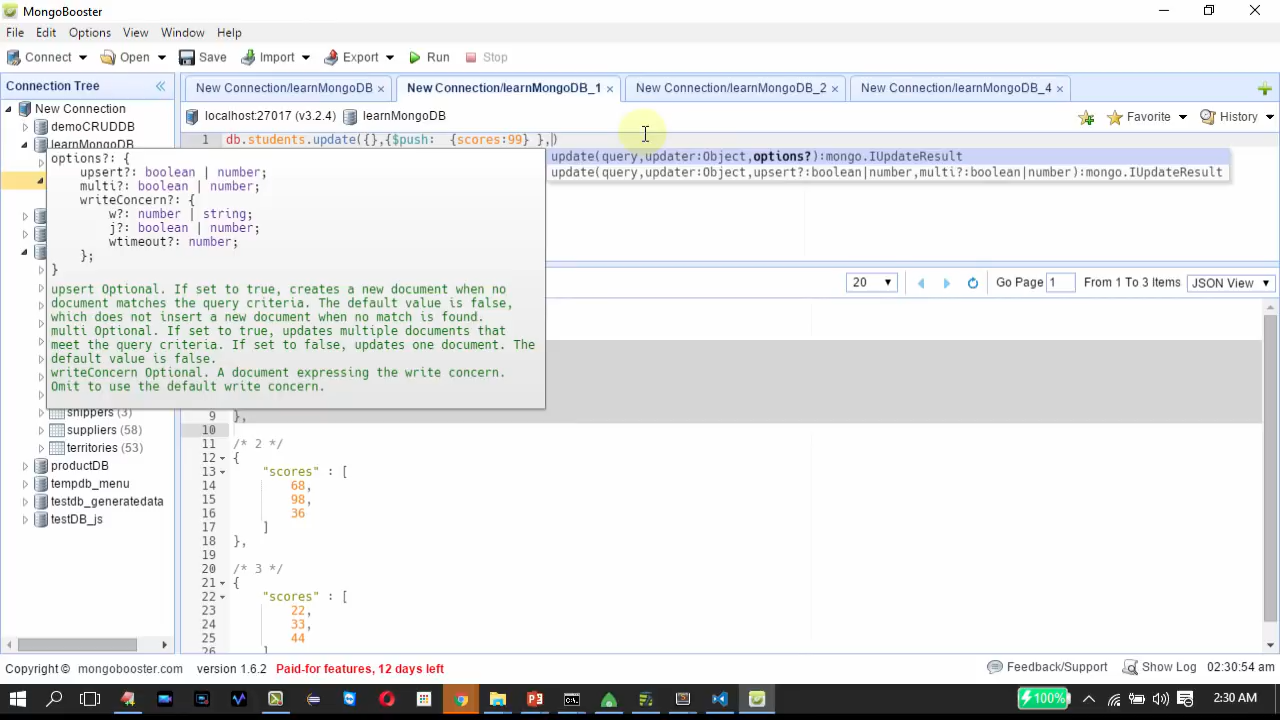 MongoBooster
File Edit Options View Window Help
Connect Open Save Import Export Run Stop
Connection Tree
New Connection/learnMongoDB × New Connection/learnMongoDB_1 × New Connection/learnMongoDB_2 × New Connection/learnMongoDB_4 ×
New Connection
localhost:27017 (v3.2.4) learnMongoDB Favorite History
demoCRUDDB
learnMongoDB
1 db.students.update({},{$push: {scores:99} },)
update(query,updater:Object,options?):mongo.IUpdateResult
update(query,updater:Object,upsert?:boolean|number,multi?:boolean|number):mongo.IUpdateResult
options?: {
upsert?: boolean | number;
multi?: boolean | number;
writeConcern?: {
w?: number | string;
j?: boolean | number;
wtimeout?: number;
};
}
upsert Optional. If set to true, creates a new document when no
document matches the query criteria. The default value is false,
which does not insert a new document when no match is found.
multi Optional. If set to true, updates multiple documents that
meet the query criteria. If set to false, updates one document. The
default value is false.
writeConcern Optional. A document expressing the write concern.
Omit to use the default write concern.
20 Go Page 1 From 1 To 3 Items JSON View
shippers (3)
suppliers (58)
territories (53)
productDB
tempdb_menu
testdb_generatedata
testDB_js
9 },
10
11 /* 2 */
12 {
13 "scores" : [
14 68,
15 98,
16 36
17 ]
18 },
19
20 /* 3 */
21 {
22 "scores" : [
23 22,
24 33,
25 44
26 ]
Copyright © mongobooster.com version 1.6.2 Paid-for features, 12 days left Feedback/Support Show Log 02:30:54 am
100% 2:30 AM